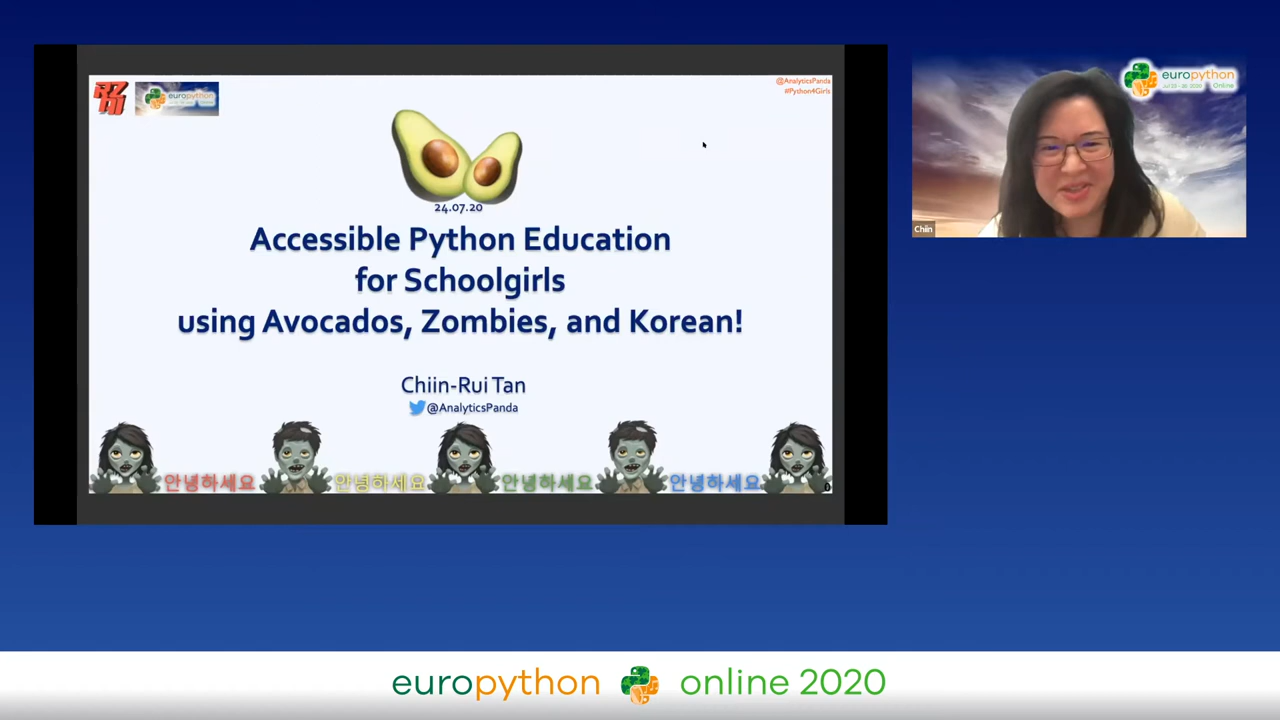 europython
@AnalyticsPanda
#Python4Girls
24.07.20
Accessible Python Education
for Schoolgirls
using Avocados, Zombies, and Korean!
Chiin-Rui Tan
@AnalyticsPanda
안녕하세요 안녕하세요 안녕하세요 안녕하세요
europython
Online
Chiin
europython online 2020